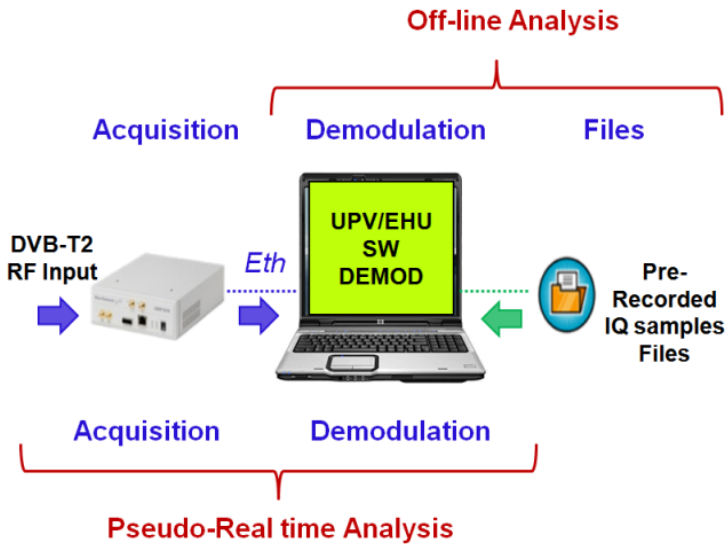 Off-line Analysis
Acquisition
Demodulation
Files
UPV/EHU
SW
DEMOD
DVB-T2
RF Input
Eth
Pre-
Recorded
IQ samples
Files
Acquisition
Demodulation
Pseudo-Real time Analysis